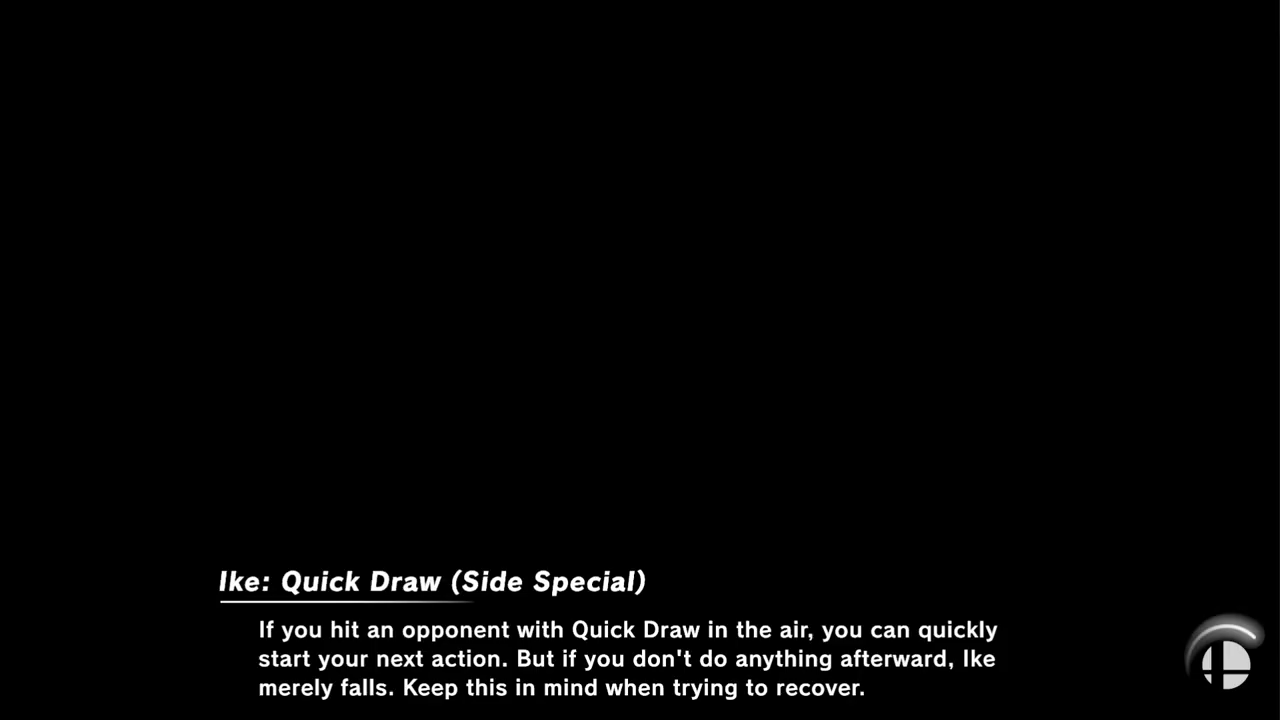 Ike: Quick Draw (Side Special)
If you hit an opponent with Quick Draw in the air, you can quickly
start your next action. But if you don't do anything afterward, Ike
merely falls. Keep this in mind when trying to recover.